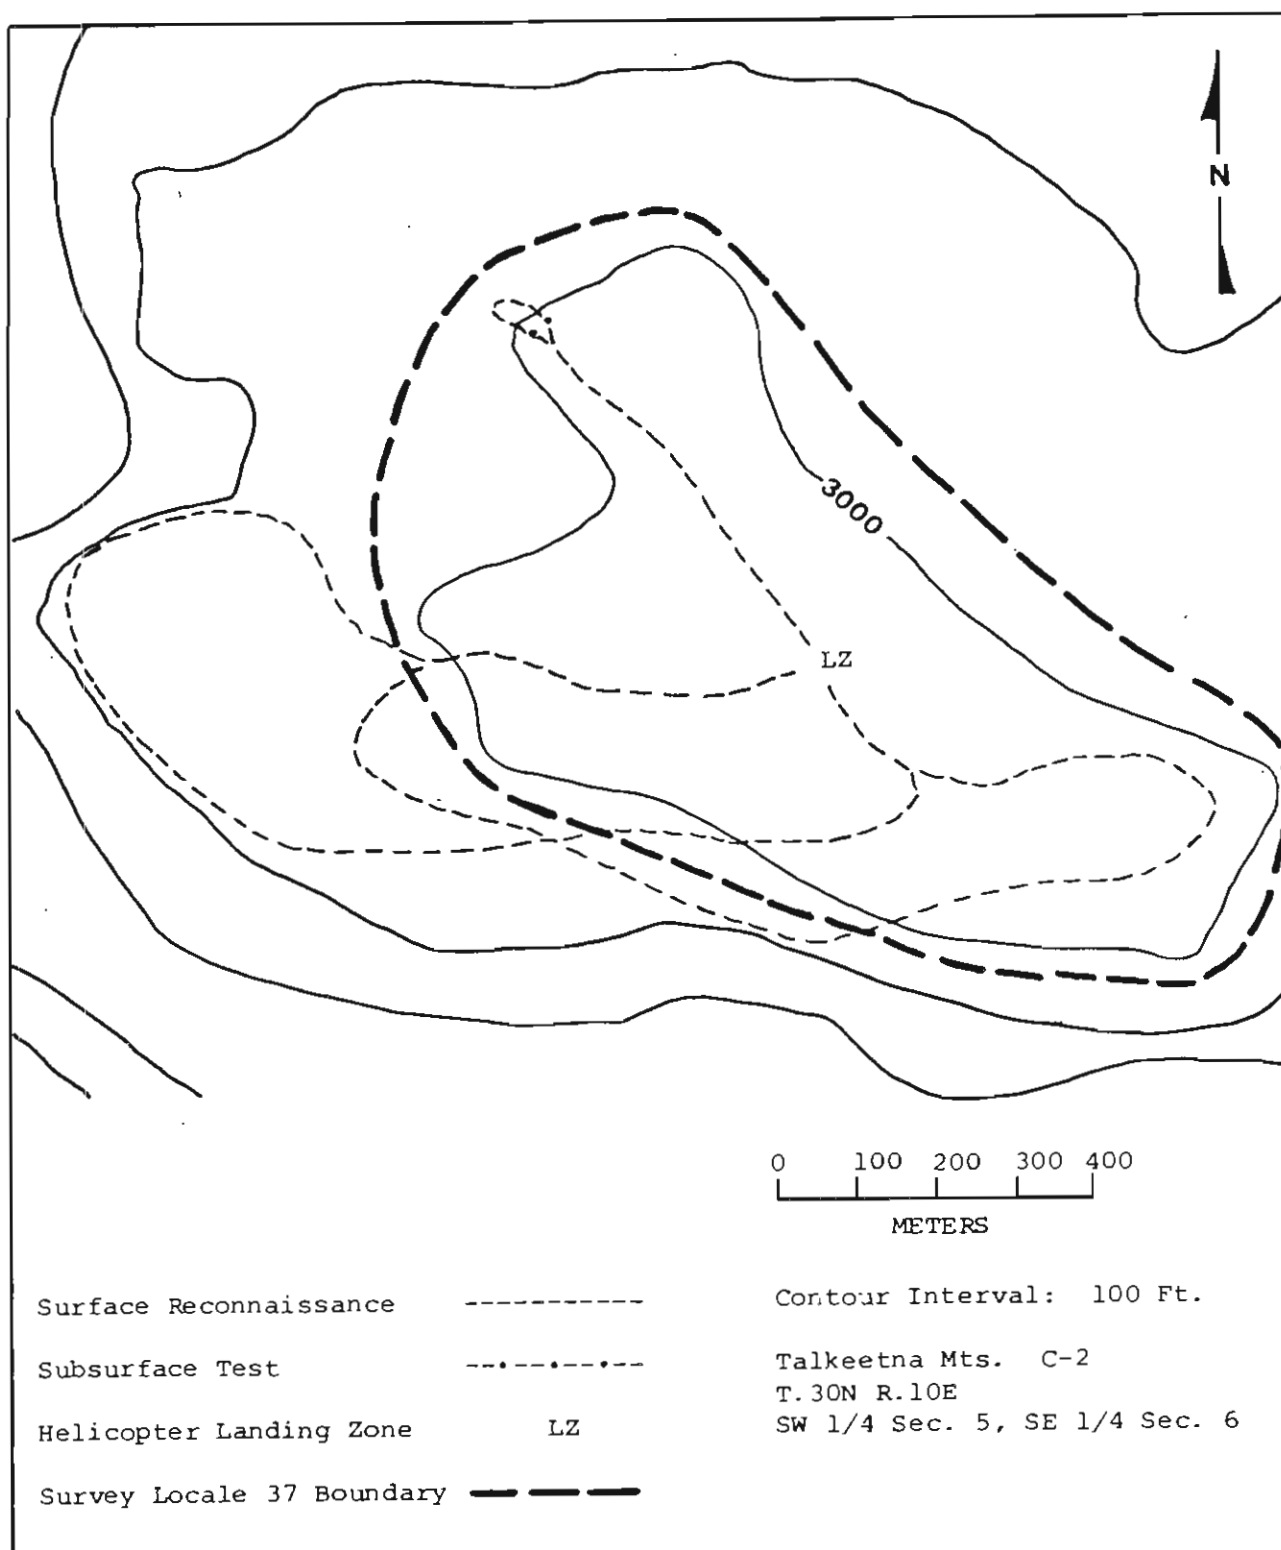 N
3000
LZ
0 100 200 300 400
METERS
Surface Reconnaissance
Subsurface Test
Helicopter Landing Zone LZ
Survey Locale 37 Boundary
Contour Interval: 100 Ft.
Talkeetna Mts. C-2
T.30N R.10E
SW 1/4 Sec. 5, SE 1/4 Sec. 6